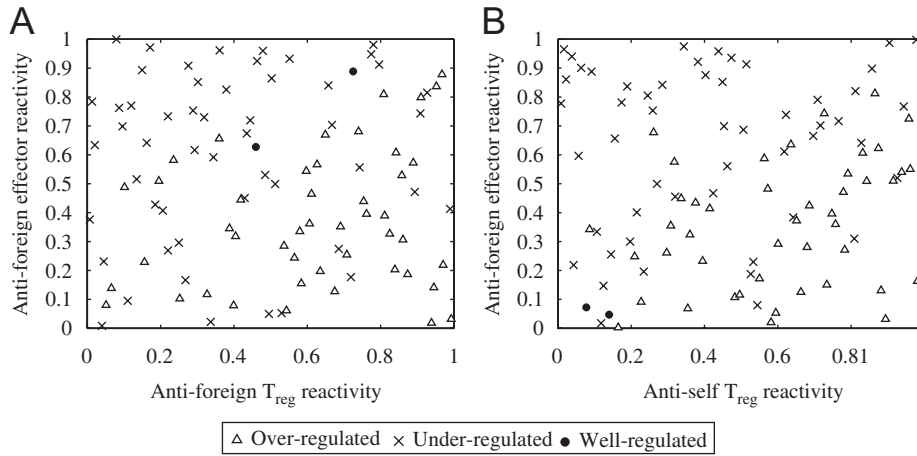 A
Anti-foreign effector reactivity
1
0.9
0.8
0.7
0.6
0.5
0.4
0.3
0.2
0.1
0
0 0.2 0.4 0.6 0.8 1
Anti-foreign Treg reactivity
B
Anti-foreign effector reactivity
1
0.9
0.8
0.7
0.6
0.5
0.4
0.3
0.2
0.1
0
0 0.2 0.4 0.6 0.81
Anti-self Treg reactivity
Over-regulated Under-regulated Well-regulated